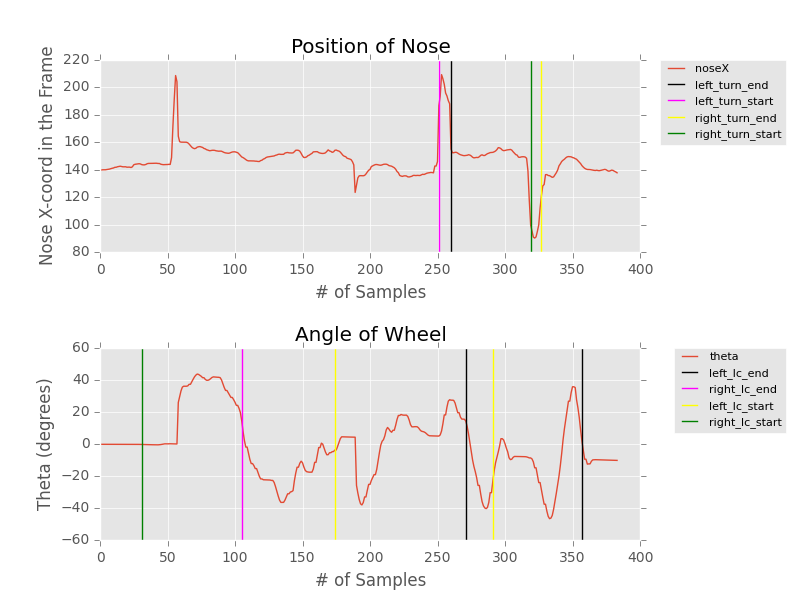 Position of Nose
Nose X-coord in the Frame
220
200
180
160
140
120
100
80
0 50 100 150 200 250 300 350 400
# of Samples
noseX
left_turn_end
left_turn_start
right_turn_end
right_turn_start
Angle of Wheel
Theta (degrees)
60
40
20
0
−20
−40
−60
0 50 100 150 200 250 300 350 400
# of Samples
theta
left_lc_end
right_lc_end
left_lc_start
right_lc_start